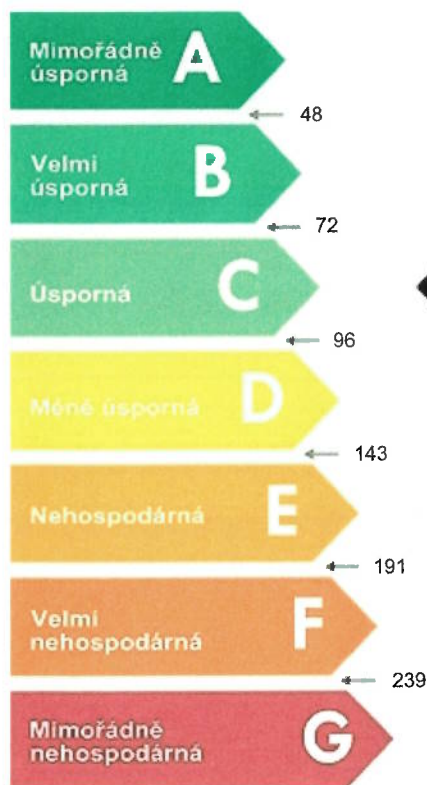 Mimořádně
úsporná
A
48
Velmi
úsporná
B
72
Úsporná
C
96
Méně úsporná
D
143
Nehospodárná
E
191
Velmi
nehospodárná
F
239
Mimořádně
nehospodárná
G